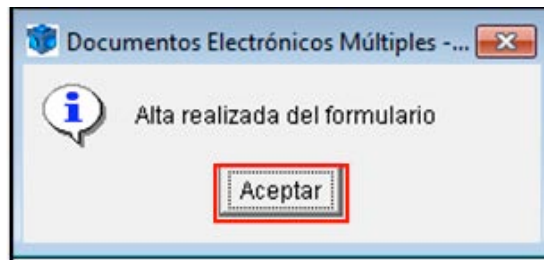 Documentos Electrónicos Múltiples -...
Alta realizada del formulario
Aceptar